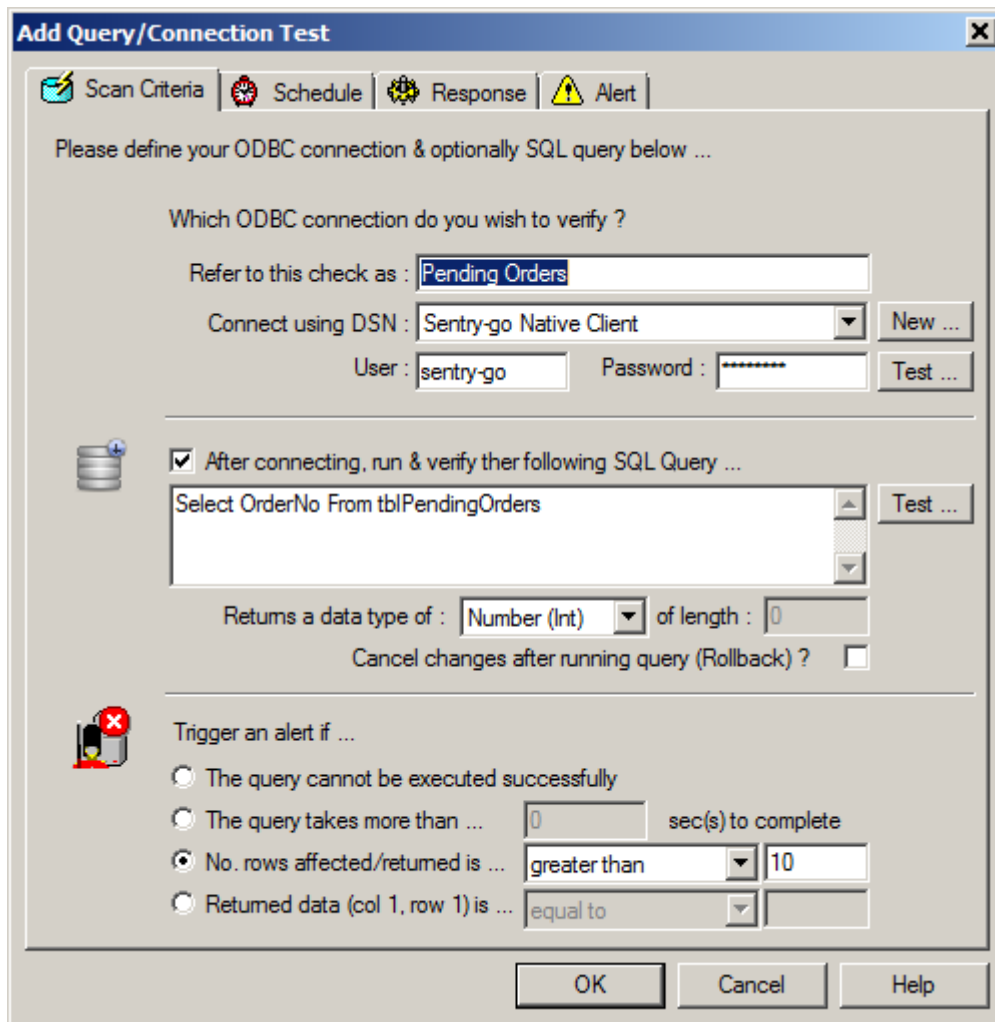 Add Query/Connection Test
Scan Criteria Schedule Response Alert
Please define your ODBC connection & optionally SQL query below ...
Which ODBC connection do you wish to verify ?
Refer to this check as : Pending Orders
Connect using DSN : Sentry-go Native Client New ...
User : sentry-go Password : ******** Test ...
After connecting, run & verify ther following SQL Query ...
Select OrderNo From tblPendingOrders Test ...
Returns a data type of : Number (Int) of length : 0
Cancel changes after running query (Rollback) ?
Trigger an alert if ...
The query cannot be executed successfully
The query takes more than ... 0 sec(s) to complete
No. rows affected/returned is ... greater than 10
Returned data (col 1, row 1) is ... equal to
OK Cancel Help